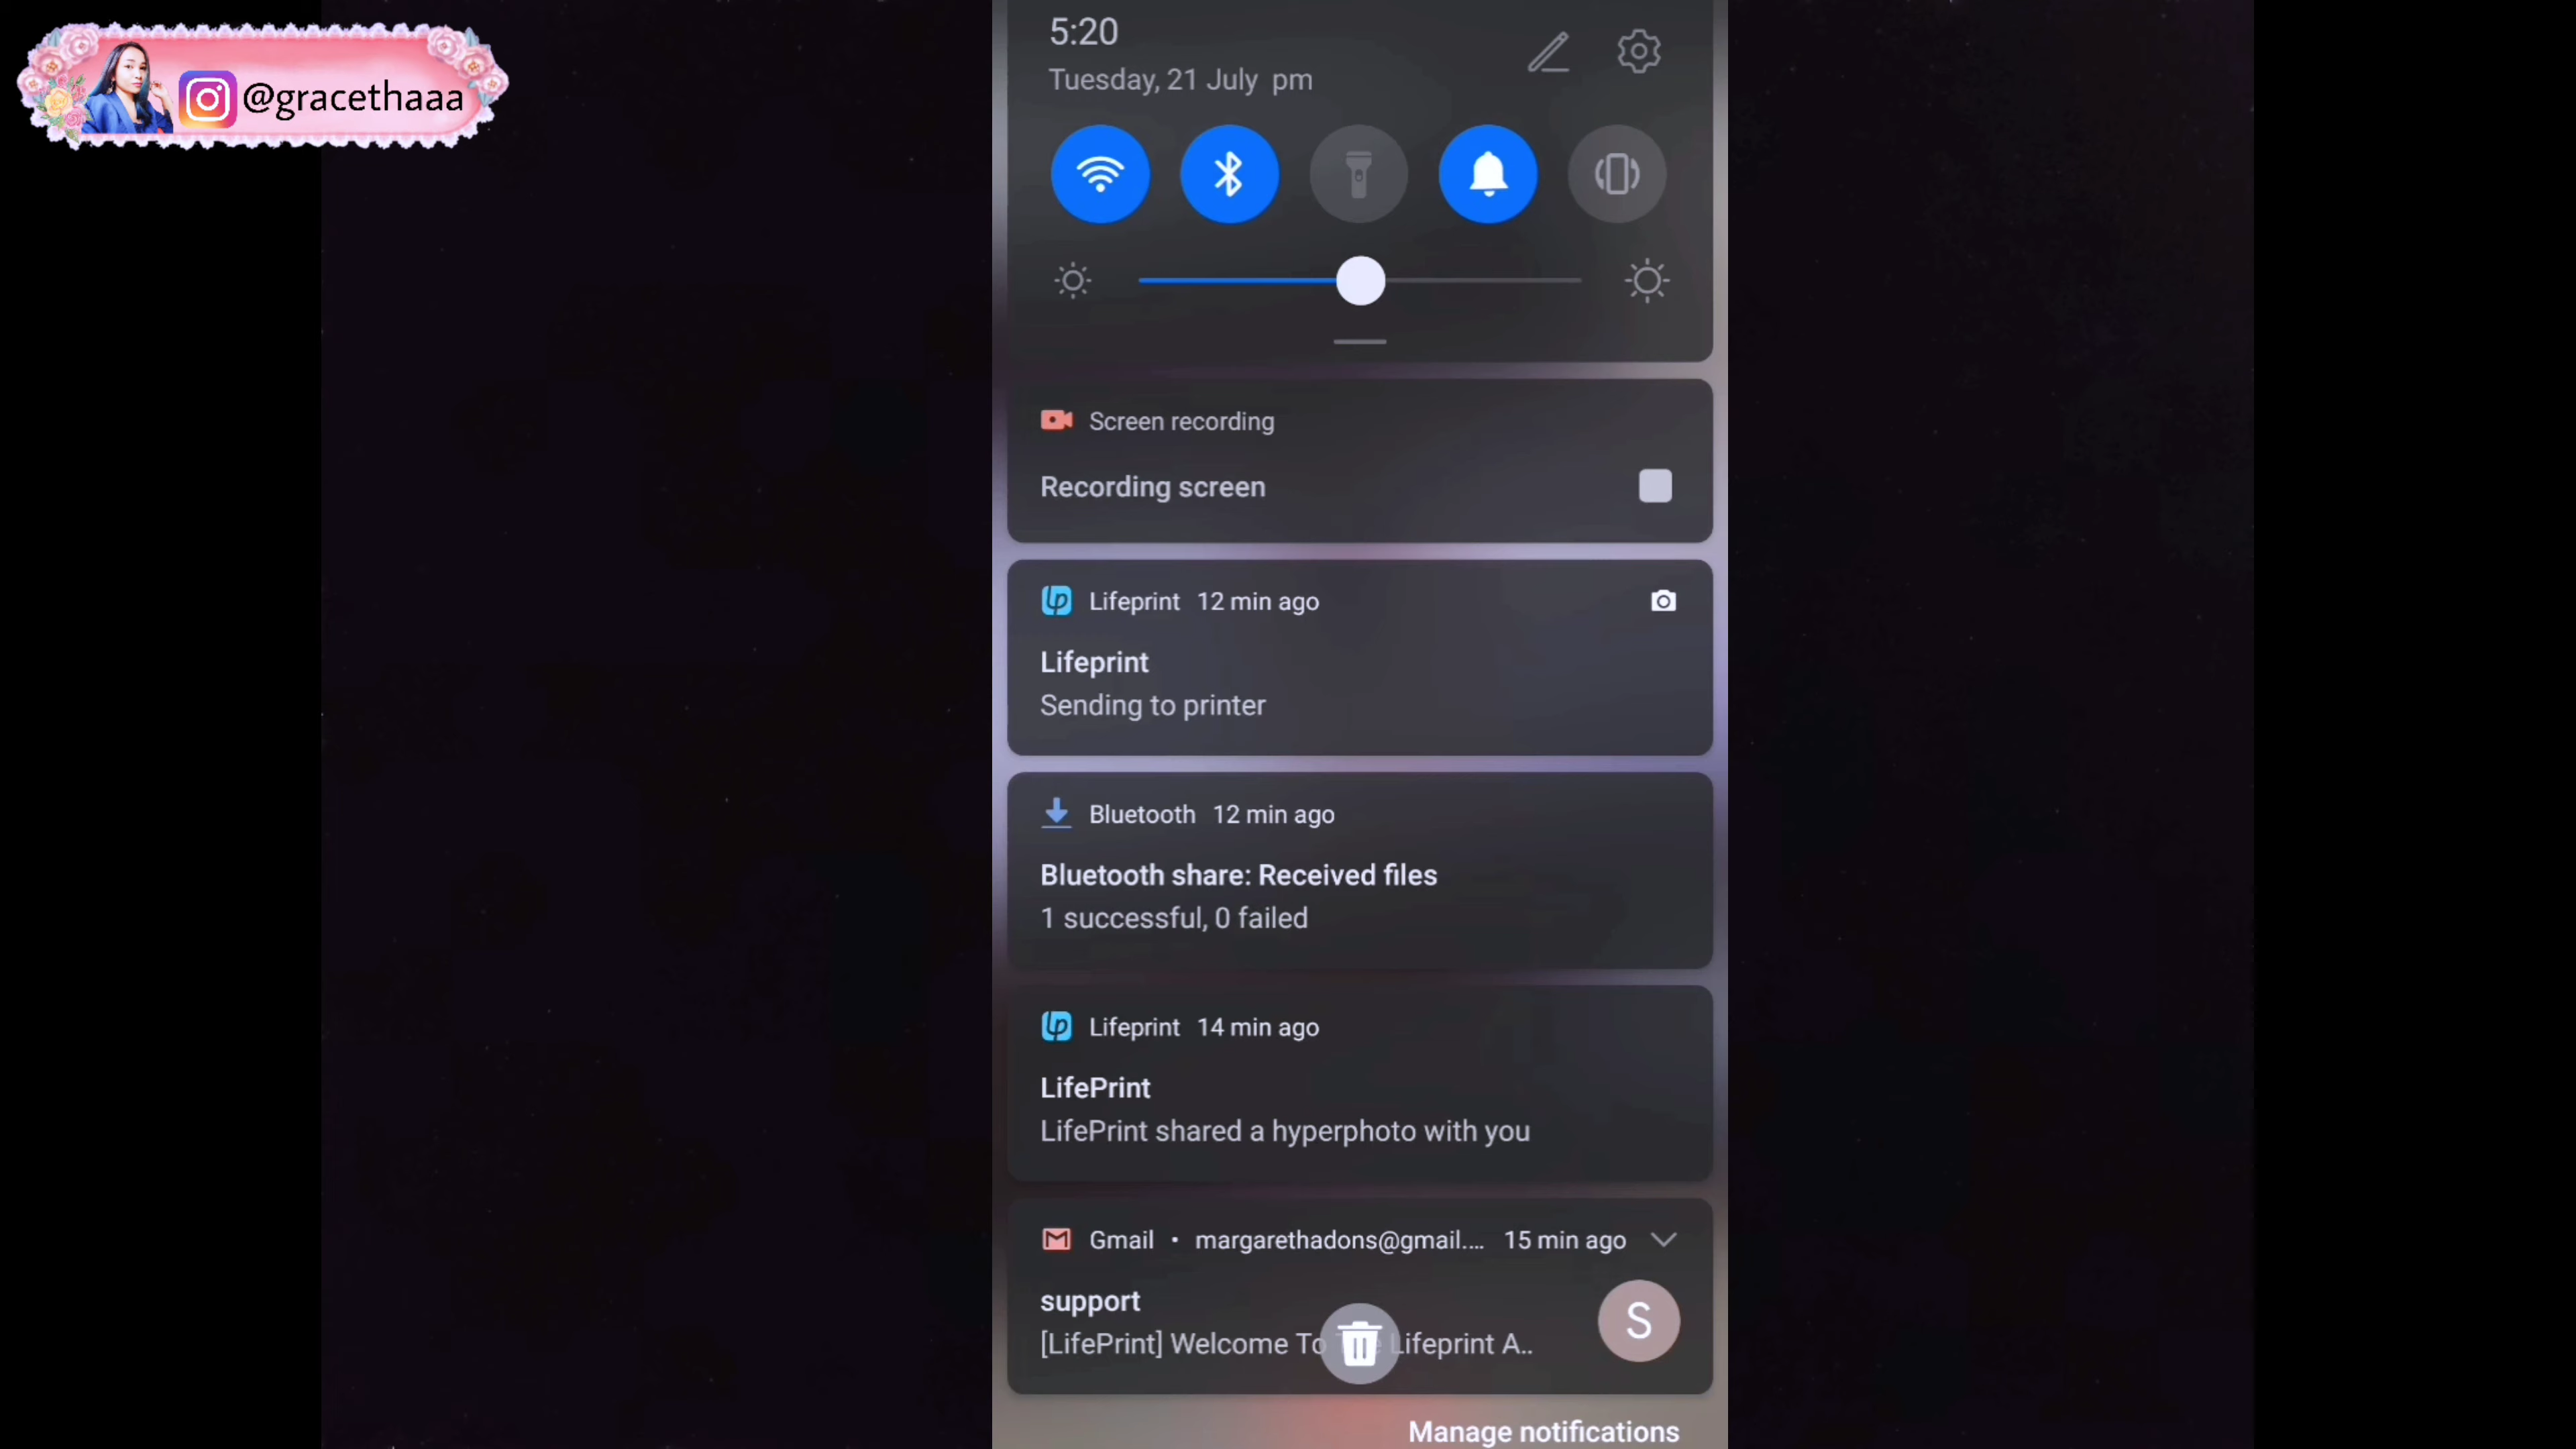 @gracethaaa
5:20
Tuesday, 21 July pm
Screen recording
Recording screen
Lifeprint 12 min ago
Lifeprint
Sending to printer
Bluetooth 12 min ago
Bluetooth share: Received files
1 successful, 0 failed
Lifeprint 14 min ago
LifePrint
LifePrint shared a hyperphoto with you
Gmail • margarethadons@gmail.... 15 min ago
support
S
[LifePrint] Welcome To Lifeprint A..
Manage notifications